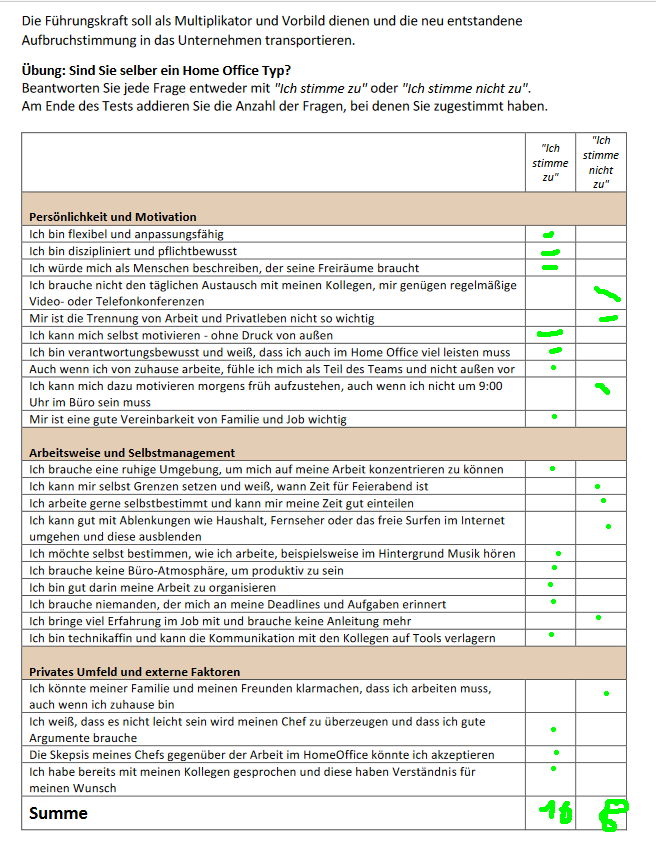 Die Führungskraft soll als Multiplikator und Vorbild dienen und die neu entstandene
Aufbruchstimmung in das Unternehmen transportieren.
Übung: Sind Sie selber ein Home Office Typ?
Beantworten Sie jede Frage entweder mit "Ich stimme zu" oder "Ich stimme nicht zu".
Am Ende des Tests addieren Sie die Anzahl der Fragen, bei denen Sie zugestimmt haben.
"Ich
stimme
zu"
"Ich
stimme
nicht
zu"
Persönlichkeit und Motivation
Ich bin flexibel und anpassungsfähig
Ich bin diszipliniert und pflichtbewusst
Ich würde mich als Menschen beschreiben, der seine Freiräume braucht
Ich brauche nicht den täglichen Austausch mit meinen Kollegen, mir genügen regelmäßige
Video- oder Telefonkonferenzen
Mir ist die Trennung von Arbeit und Privatleben nicht so wichtig
Ich kann mich selbst motivieren - ohne Druck von außen
Ich bin verantwortungsbewusst und weiß, dass ich auch im Home Office viel leisten muss
Auch wenn ich von zuhause arbeite, fühle ich mich als Teil des Teams und nicht außen vor
Ich kann mich dazu motivieren morgens früh aufzustehen, auch wenn ich nicht um 9:00
Uhr im Büro sein muss
Mir ist eine gute Vereinbarkeit von Familie und Job wichtig
Arbeitsweise und Selbstmanagement
Ich brauche eine ruhige Umgebung, um mich auf meine Arbeit konzentrieren zu können
Ich kann mir selbst Grenzen setzen und weiß, wann Zeit für Feierabend ist
Ich arbeite gerne selbstbestimmt und kann mir meine Zeit gut einteilen
Ich kann gut mit Ablenkungen wie Haushalt, Fernseher oder das freie Surfen im Internet
umgehen und diese ausblenden
Ich möchte selbst bestimmen, wie ich arbeite, beispielsweise im Hintergrund Musik hören
Ich brauche keine Büro-Atmosphäre, um produktiv zu sein
Ich bin gut darin meine Arbeit zu organisieren
Ich brauche niemanden, der mich an meine Deadlines und Aufgaben erinnert
Ich bringe viel Erfahrung im Job mit und brauche keine Anleitung mehr
Ich bin technikaffin und kann die Kommunikation mit den Kollegen auf Tools verlagern
Privates Umfeld und externe Faktoren
Ich könnte meiner Familie und meinen Freunden klarmachen, dass ich arbeiten muss,
auch wenn ich zuhause bin
Ich weiß, dass es nicht leicht sein wird meinen Chef zu überzeugen und dass ich gute
Argumente brauche
Die Skepsis meines Chefs gegenüber der Arbeit im HomeOffice könnte ich akzeptieren
Ich habe bereits mit meinen Kollegen gesprochen und diese haben Verständnis für
meinen Wunsch
Summe 16